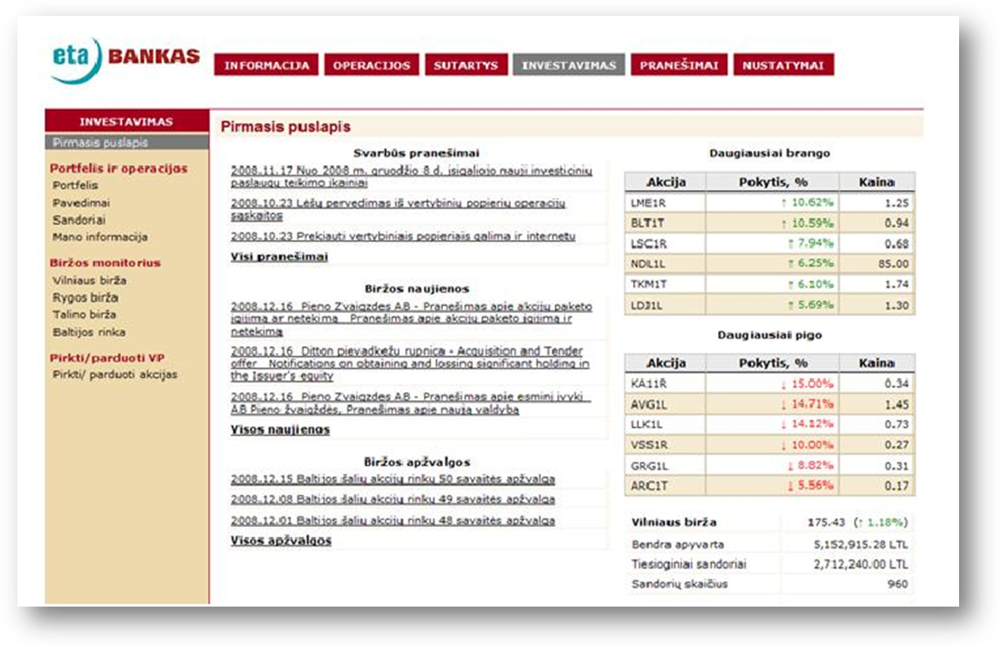 eta BANKAS
INFORMACIJA OPERACIJOS SUTARTYS INVESTAVIMAS PRANEŠIMAI NUSTATYMAI
INVESTAVIMAS
Pirmasis puslapis
Portfelis ir operacijos
Portfelis
Pavedimai
Sandoriai
Mano informacija
Biržos monitorius
Vilniaus birža
Rygos birža
Talino birža
Baltijos rinka
Pirkti/parduoti VP
Pirkti/ parduoti akcijas
Pirmasis puslapis
Svarbūs pranešimai
2008.11.17 Nuo 2008 m. gruodžio 8 d. įsigaliojo nauji investicinių
paslaugų teikimo įkainiai
2008.10.23 Lėšų pervedimas iš vertybinių popierių operacijų
sąskaitos
2008.10.23 Prekiauti vertybiniais popieriais galima ir internetu
Visi pranešimai
Biržos naujienos
2008.12.16 Pieno Zvaigzdes AB - Pranešimas apie akcijų paketo
įgijimą ar netekimą Pranešimas apie akcijų paketo įgijimą ir
netekimą
2008.12.16 Ditton pievadkežu rupnica - Acquisition and Tender
offer Notifications on obtaining and lossing significant holding in
the Issuer's equity
2008.12.16 Pieno Zvaigzdes AB - Pranešimas apie esminį įvykį
AB Pieno žvaigždės, Pranešimas apie naują valdybą
Visos naujienos
Biržos apžvalgos
2008.12.15 Baltijos šalių akcijų rinkų 50 savaitės apžvalga
2008.12.08 Baltijos šalių akcijų rinkų 49 savaitės apžvalga
2008.12.01 Baltijos šalių akcijų rinkų 48 savaitės apžvalga
Visos apžvalgos
Daugiausiai brango
Akcija Pokytis, % Kaina
LME1R ↑ 10.62% 1.25
BLT1T ↑ 10.59% 0.94
LSC1R ↑ 7.94% 0.68
NDL1L ↑ 6.25% 85.00
TKM1T ↑ 6.10% 1.74
LDJ1L ↑ 5.69% 1.30
Daugiausiai pigo
Akcija Pokytis, % Kaina
KA11R ↓ 15.00% 0.34
AVG1L ↓ 14.71% 1.45
LLK1L ↓ 14.12% 0.73
VSS1R ↓ 10.00% 0.27
GRG1L ↓ 8.82% 0.31
ARC1T ↓ 5.56% 0.17
Vilniaus birža 175.43 (↑ 1.18%)
Bendra apyvarta 5,152,915.28 LTL
Tiesioginiai sandoriai 2,712,240.00 LTL
Sandorių skaičius 960